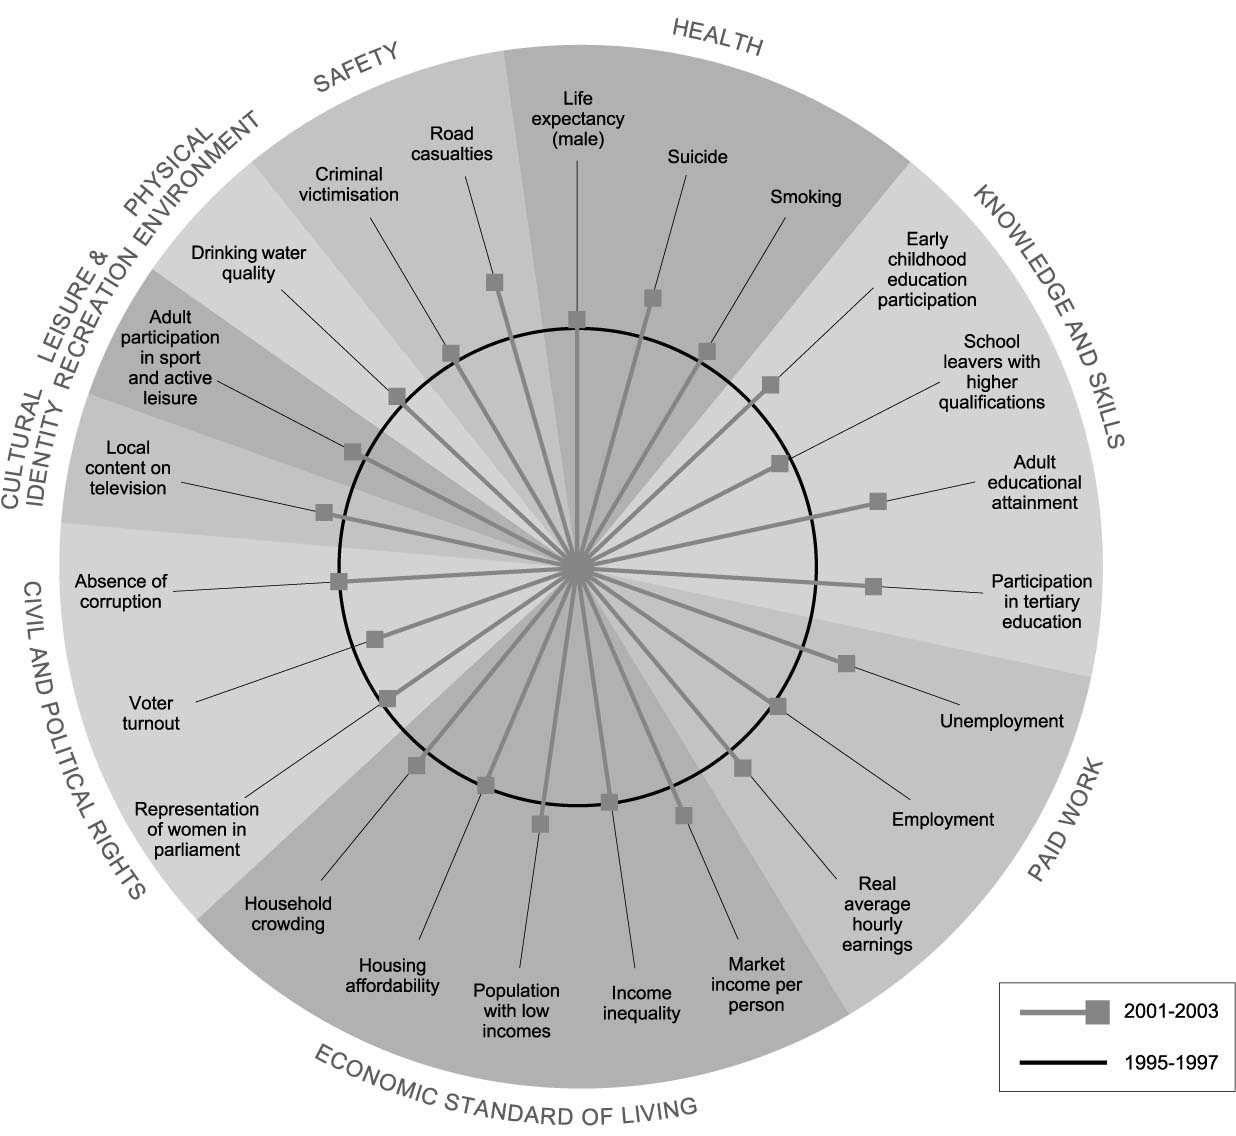 HEALTH
SAFETY
PHYSICAL
ENVIRONMENT
LEISURE &
RECREATION
CULTURAL
IDENTITY
KNOWLEDGE AND SKILLS
CIVIL AND POLITICAL RIGHTS
PAID WORK
ECONOMIC STANDARD OF LIVING
Life
expectancy
(male)
Suicide
Smoking
Early
childhood
education
participation
School
leavers with
higher
qualifications
Adult
educational
attainment
Participation
in tertiary
education
Unemployment
Employment
Real
average
hourly
earnings
Market
income per
person
Income
inequality
Population
with low
incomes
Housing
affordability
Household
crowding
Representation
of women in
parliament
Voter
turnout
Absence of
corruption
Local
content on
television
Adult
participation
in sport
and active
leisure
Drinking water
quality
Criminal
victimisation
Road
casualties
2001-2003
1995-1997